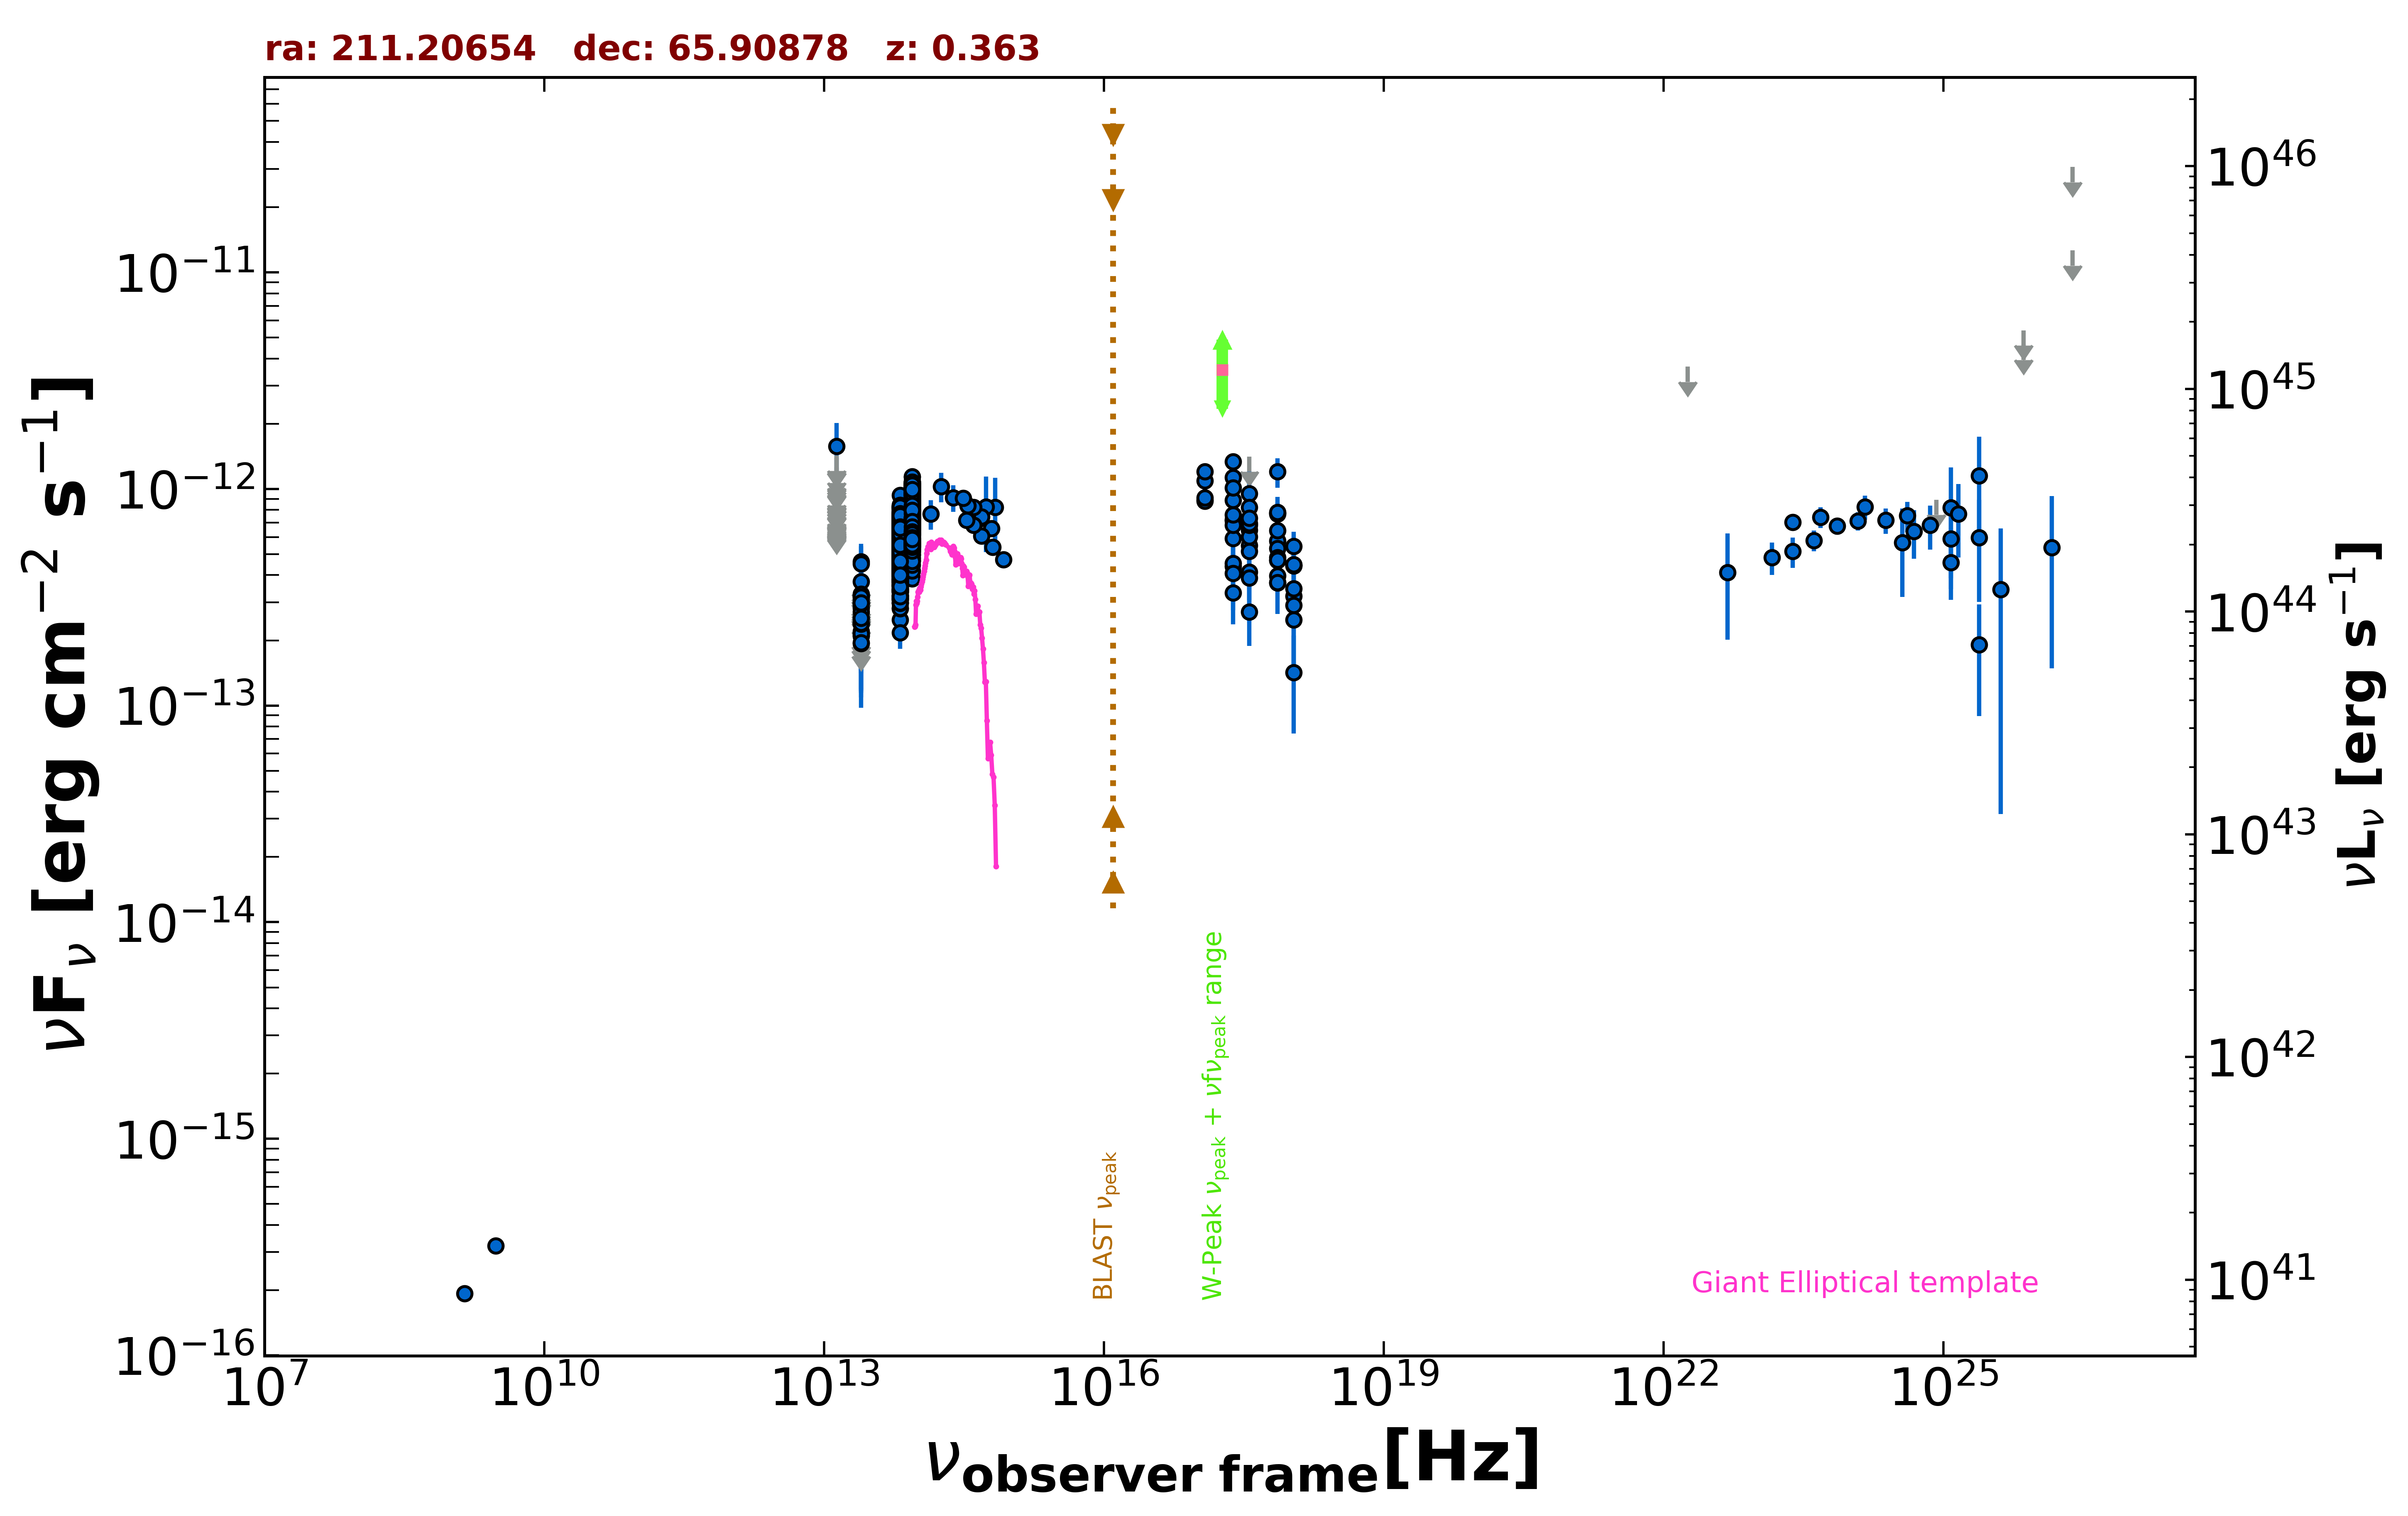 ra: 211.20654   dec: 65.90878   z: 0.363
νFν [erg cm−2 s−1]
10−11
10−12
10−13
10−14
10−15
10−16
10^46
10^45
10^44
10^43
10^42
10^41
νLν [erg s−1]
BLAST νpeak
W-Peak νpeak + νfνpeak range
Giant Elliptical template
10^7
10^10
10^13
10^16
10^19
10^22
10^25
νobserver frame[Hz]